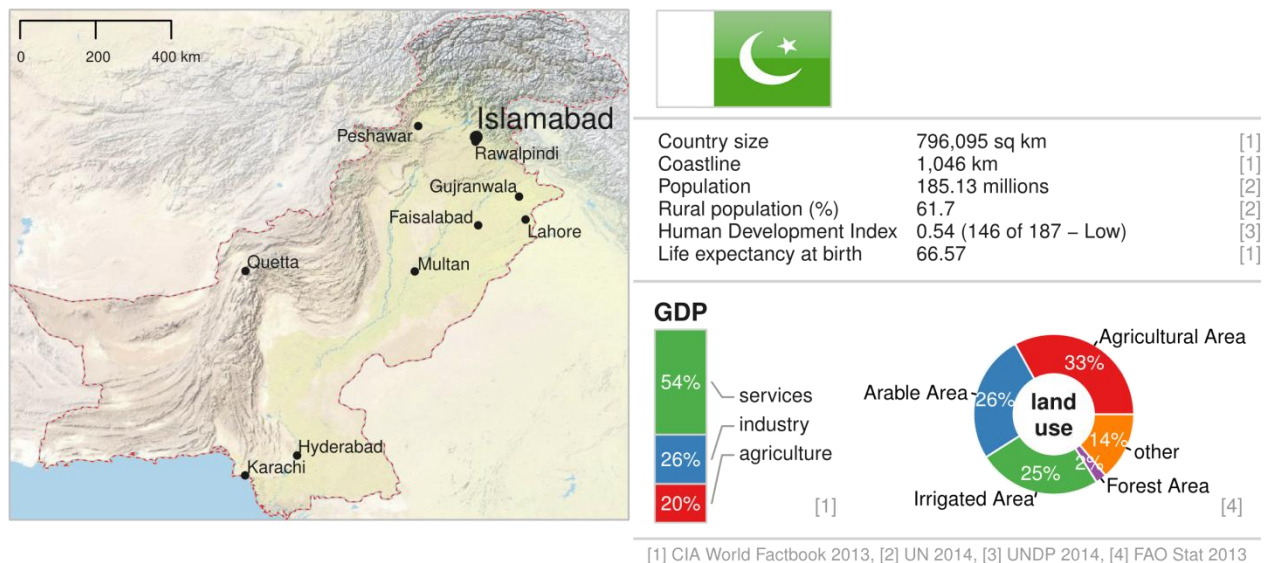 0 200 400 km
Islamabad
Peshawar
Rawalpindi
Gujranwala
Faisalabad
Lahore
Quetta
Multan
Hyderabad
Karachi
Country size 796,095 sq km [1]
Coastline 1,046 km [1]
Population 185.13 millions [2]
Rural population (%) 61.7 [2]
Human Development Index 0.54 (146 of 187 – Low) [3]
Life expectancy at birth 66.57 [1]
GDP
54%
26%
20%
services
industry
agriculture
[1]
Agricultural Area
33%
Arable Area
26%
land
use
14%
other
2%
Forest Area
25%
Irrigated Area
[4]
[1] CIA World Factbook 2013, [2] UN 2014, [3] UNDP 2014, [4] FAO Stat 2013